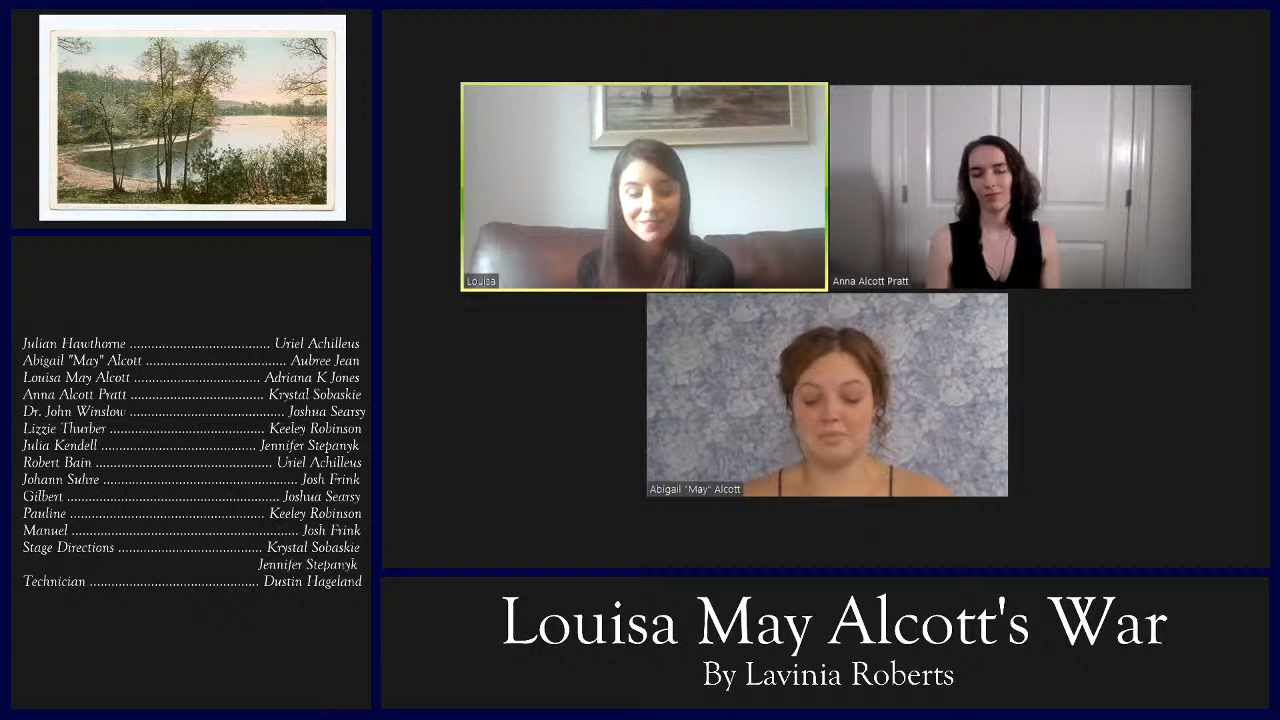 Julian Hawthorne .................................... Uriel Achilleus
Abigail "May" Alcott .................................... Aubree Jean
Louisa May Alcott ................................ Adriana K Jones
Anna Alcott Pratt .................................. Krystal Sobaskie
Dr. John Winslow ....................................... Joshua Searsy
Lizzie Thurber ......................................... Keeley Robinson
Julia Kendell ....................................... Jennifer Stepanyk
Robert Bain ............................................. Uriel Achilleus
Johann Suhre .................................................. Josh Frink
Gilbert ...................................................... Joshua Searsy
Pauline .................................................. Keeley Robinson
Manuel .......................................................... Josh Frink
Stage Directions ..................................... Krystal Sobaskie
Jennifer Stepanyk
Technician ........................................... Dustin Hageland
Louisa
Anna Alcott Pratt
Abigail "May" Alcott
Louisa May Alcott's War
By Lavinia Roberts